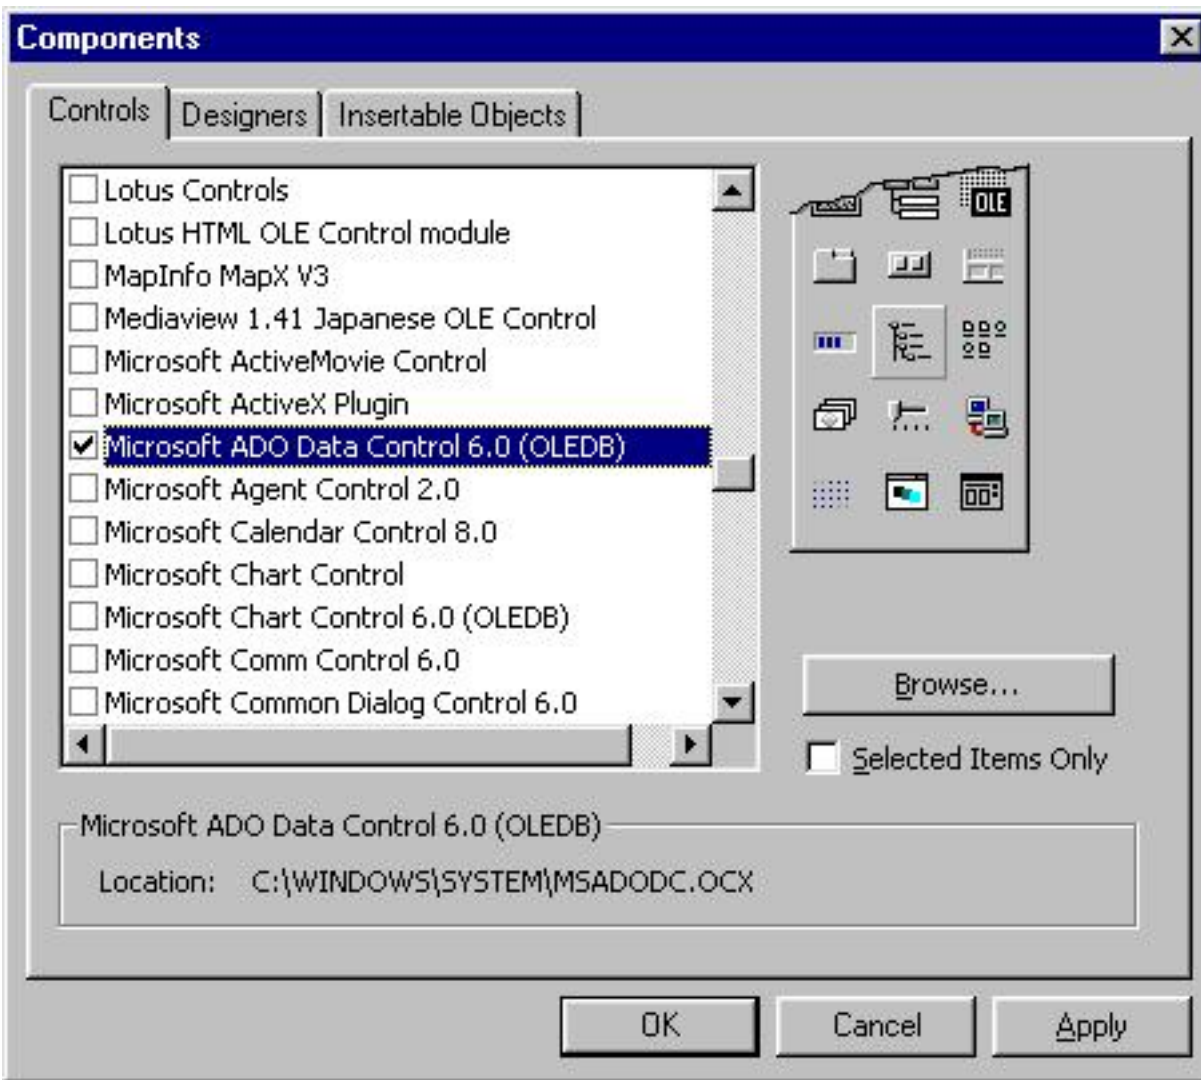 Components
Controls
Designers
Insertable Objects
Lotus Controls
Lotus HTML OLE Control module
MapInfo MapX V3
Mediaview 1.41 Japanese OLE Control
Microsoft ActiveMovie Control
Microsoft ActiveX Plugin
Microsoft ADO Data Control 6.0 (OLEDB)
Microsoft Agent Control 2.0
Microsoft Calendar Control 8.0
Microsoft Chart Control
Microsoft Chart Control 6.0 (OLEDB)
Microsoft Comm Control 6.0
Microsoft Common Dialog Control 6.0
OLE
Browse...
Selected Items Only
Microsoft ADO Data Control 6.0 (OLEDB)
Location: C:\WINDOWS\SYSTEM\MSADODC.OCX
OK
Cancel
Apply